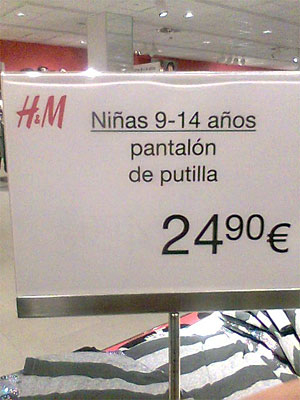 H&M
Niñas 9-14 años
pantalón
de putilla
2490€